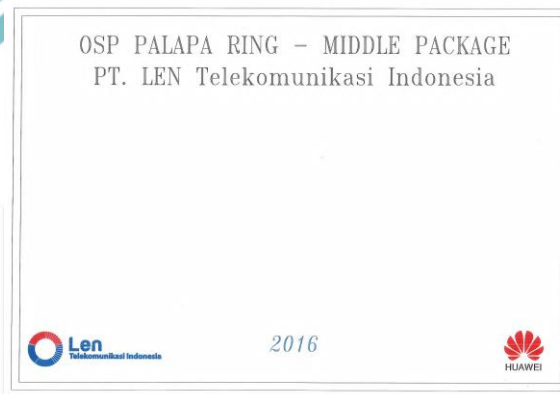 OSP PALAPA RING – MIDDLE PACKAGE
PT. LEN Telekomunikasi Indonesia
Len
Telekomunikasi Indonesia
2016
HUAWEI